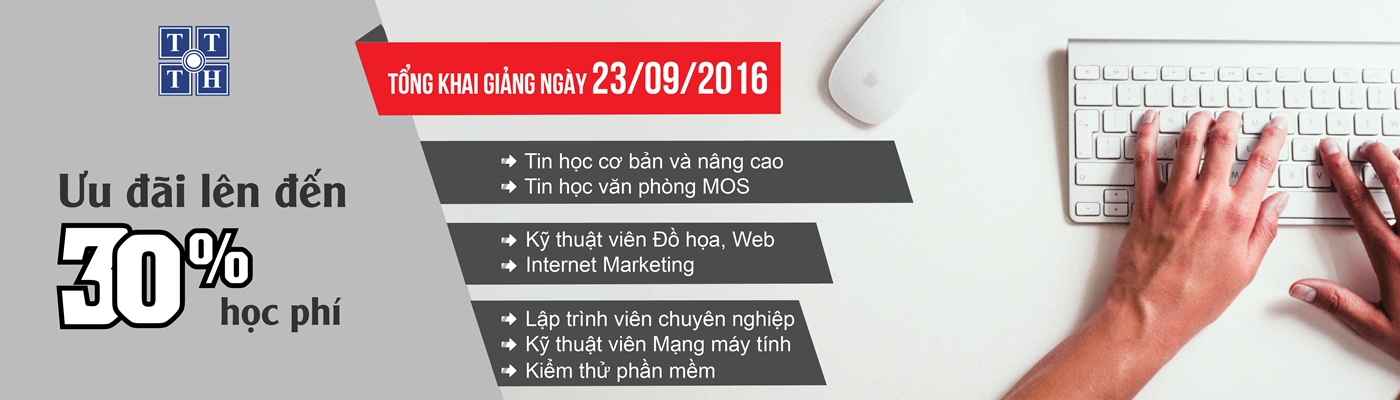 T T
T H
Ưu đãi lên đến
30%
học phí
TỔNG KHAI GIẢNG NGÀY 23/09/2016
Tin học cơ bản và nâng cao
Tin học văn phòng MOS
Kỹ thuật viên Đồ họa, Web
Internet Marketing
Lập trình viên chuyên nghiệp
Kỹ thuật viên Mạng máy tính
Kiểm thử phần mềm